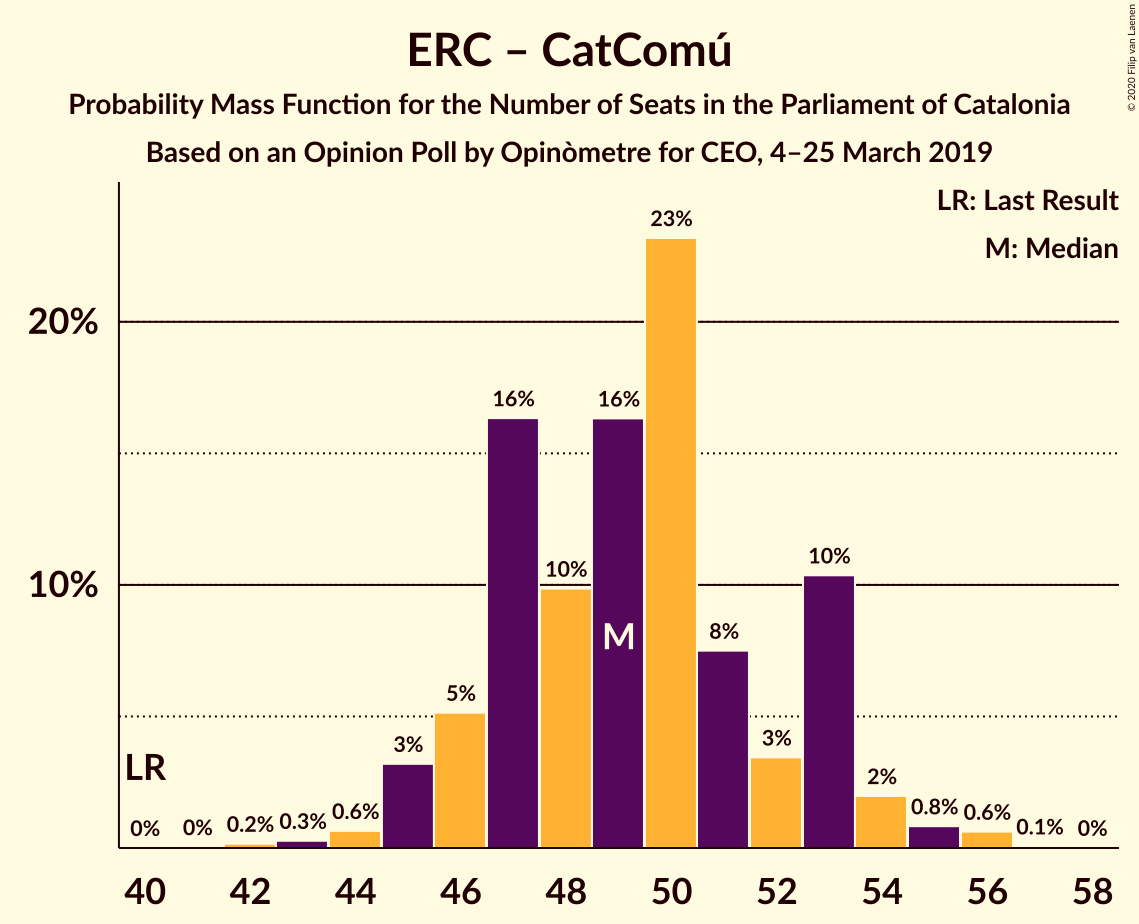 ERC – CatComú
Probability Mass Function for the Number of Seats in the Parliament of Catalonia
Based on an Opinion Poll by Opinòmetre for CEO, 4–25 March 2019
© 2020 Filip van Laenen
LR: Last Result
M: Median
20%
10%
LR
0%
0%
0.2%
0.3%
0.6%
3%
5%
16%
10%
16%
M
23%
8%
3%
10%
2%
0.8%
0.6%
0.1%
0%
40 42 44 46 48 50 52 54 56 58